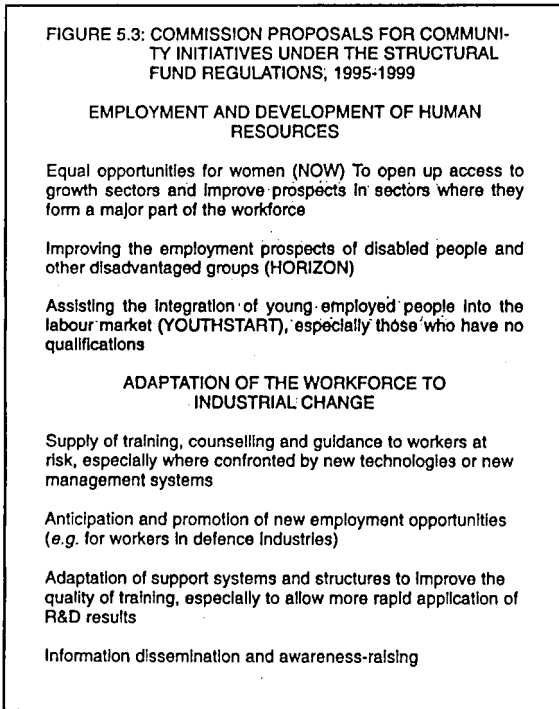 FIGURE 5.3: COMMISSION PROPOSALS FOR COMMUNI-
TY INITIATIVES UNDER THE STRUCTURAL
FUND REGULATIONS, 1995-1999
EMPLOYMENT AND DEVELOPMENT OF HUMAN
RESOURCES
Equal opportunities for women (NOW) To open up access to
growth sectors and improve prospects in sectors where they
form a major part of the workforce
Improving the employment prospects of disabled people and
other disadvantaged groups (HORIZON)
Assisting the integration of young employed people into the
labour market (YOUTHSTART), especially those who have no
qualifications
ADAPTATION OF THE WORKFORCE TO
INDUSTRIAL CHANGE
Supply of training, counselling and guidance to workers at
risk, especially where confronted by new technologies or new
management systems
Anticipation and promotion of new employment opportunities
(e.g. for workers in defence industries)
Adaptation of support systems and structures to improve the
quality of training, especially to allow more rapid application of
R&D results
Information dissemination and awareness-raising